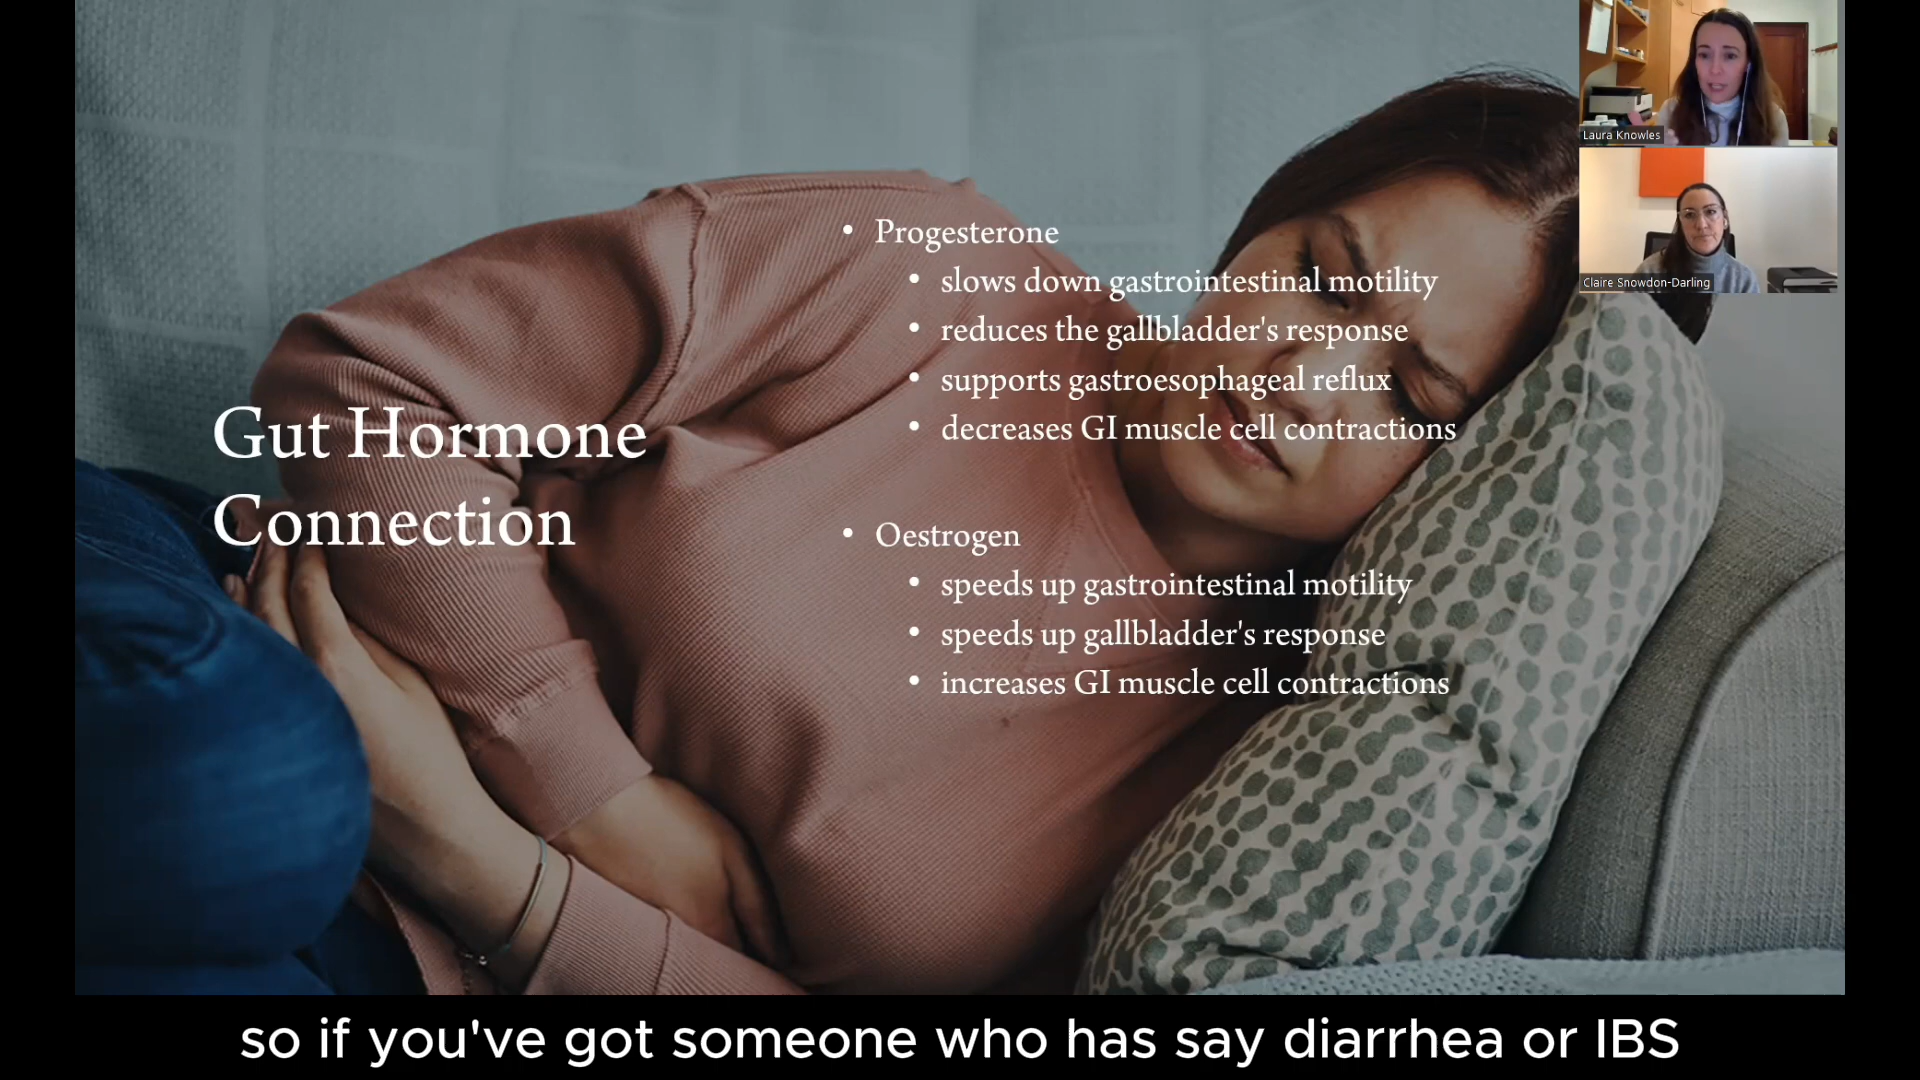 Laura Knowles
Claire Snowdon-Darling
Gut Hormone
Connection
• Progesterone
• slows down gastrointestinal motility
• reduces the gallbladder's response
• supports gastroesophageal reflux
• decreases GI muscle cell contractions
• Oestrogen
• speeds up gastrointestinal motility
• speeds up gallbladder's response
• increases GI muscle cell contractions
so if you've got someone who has say diarrhea or IBS